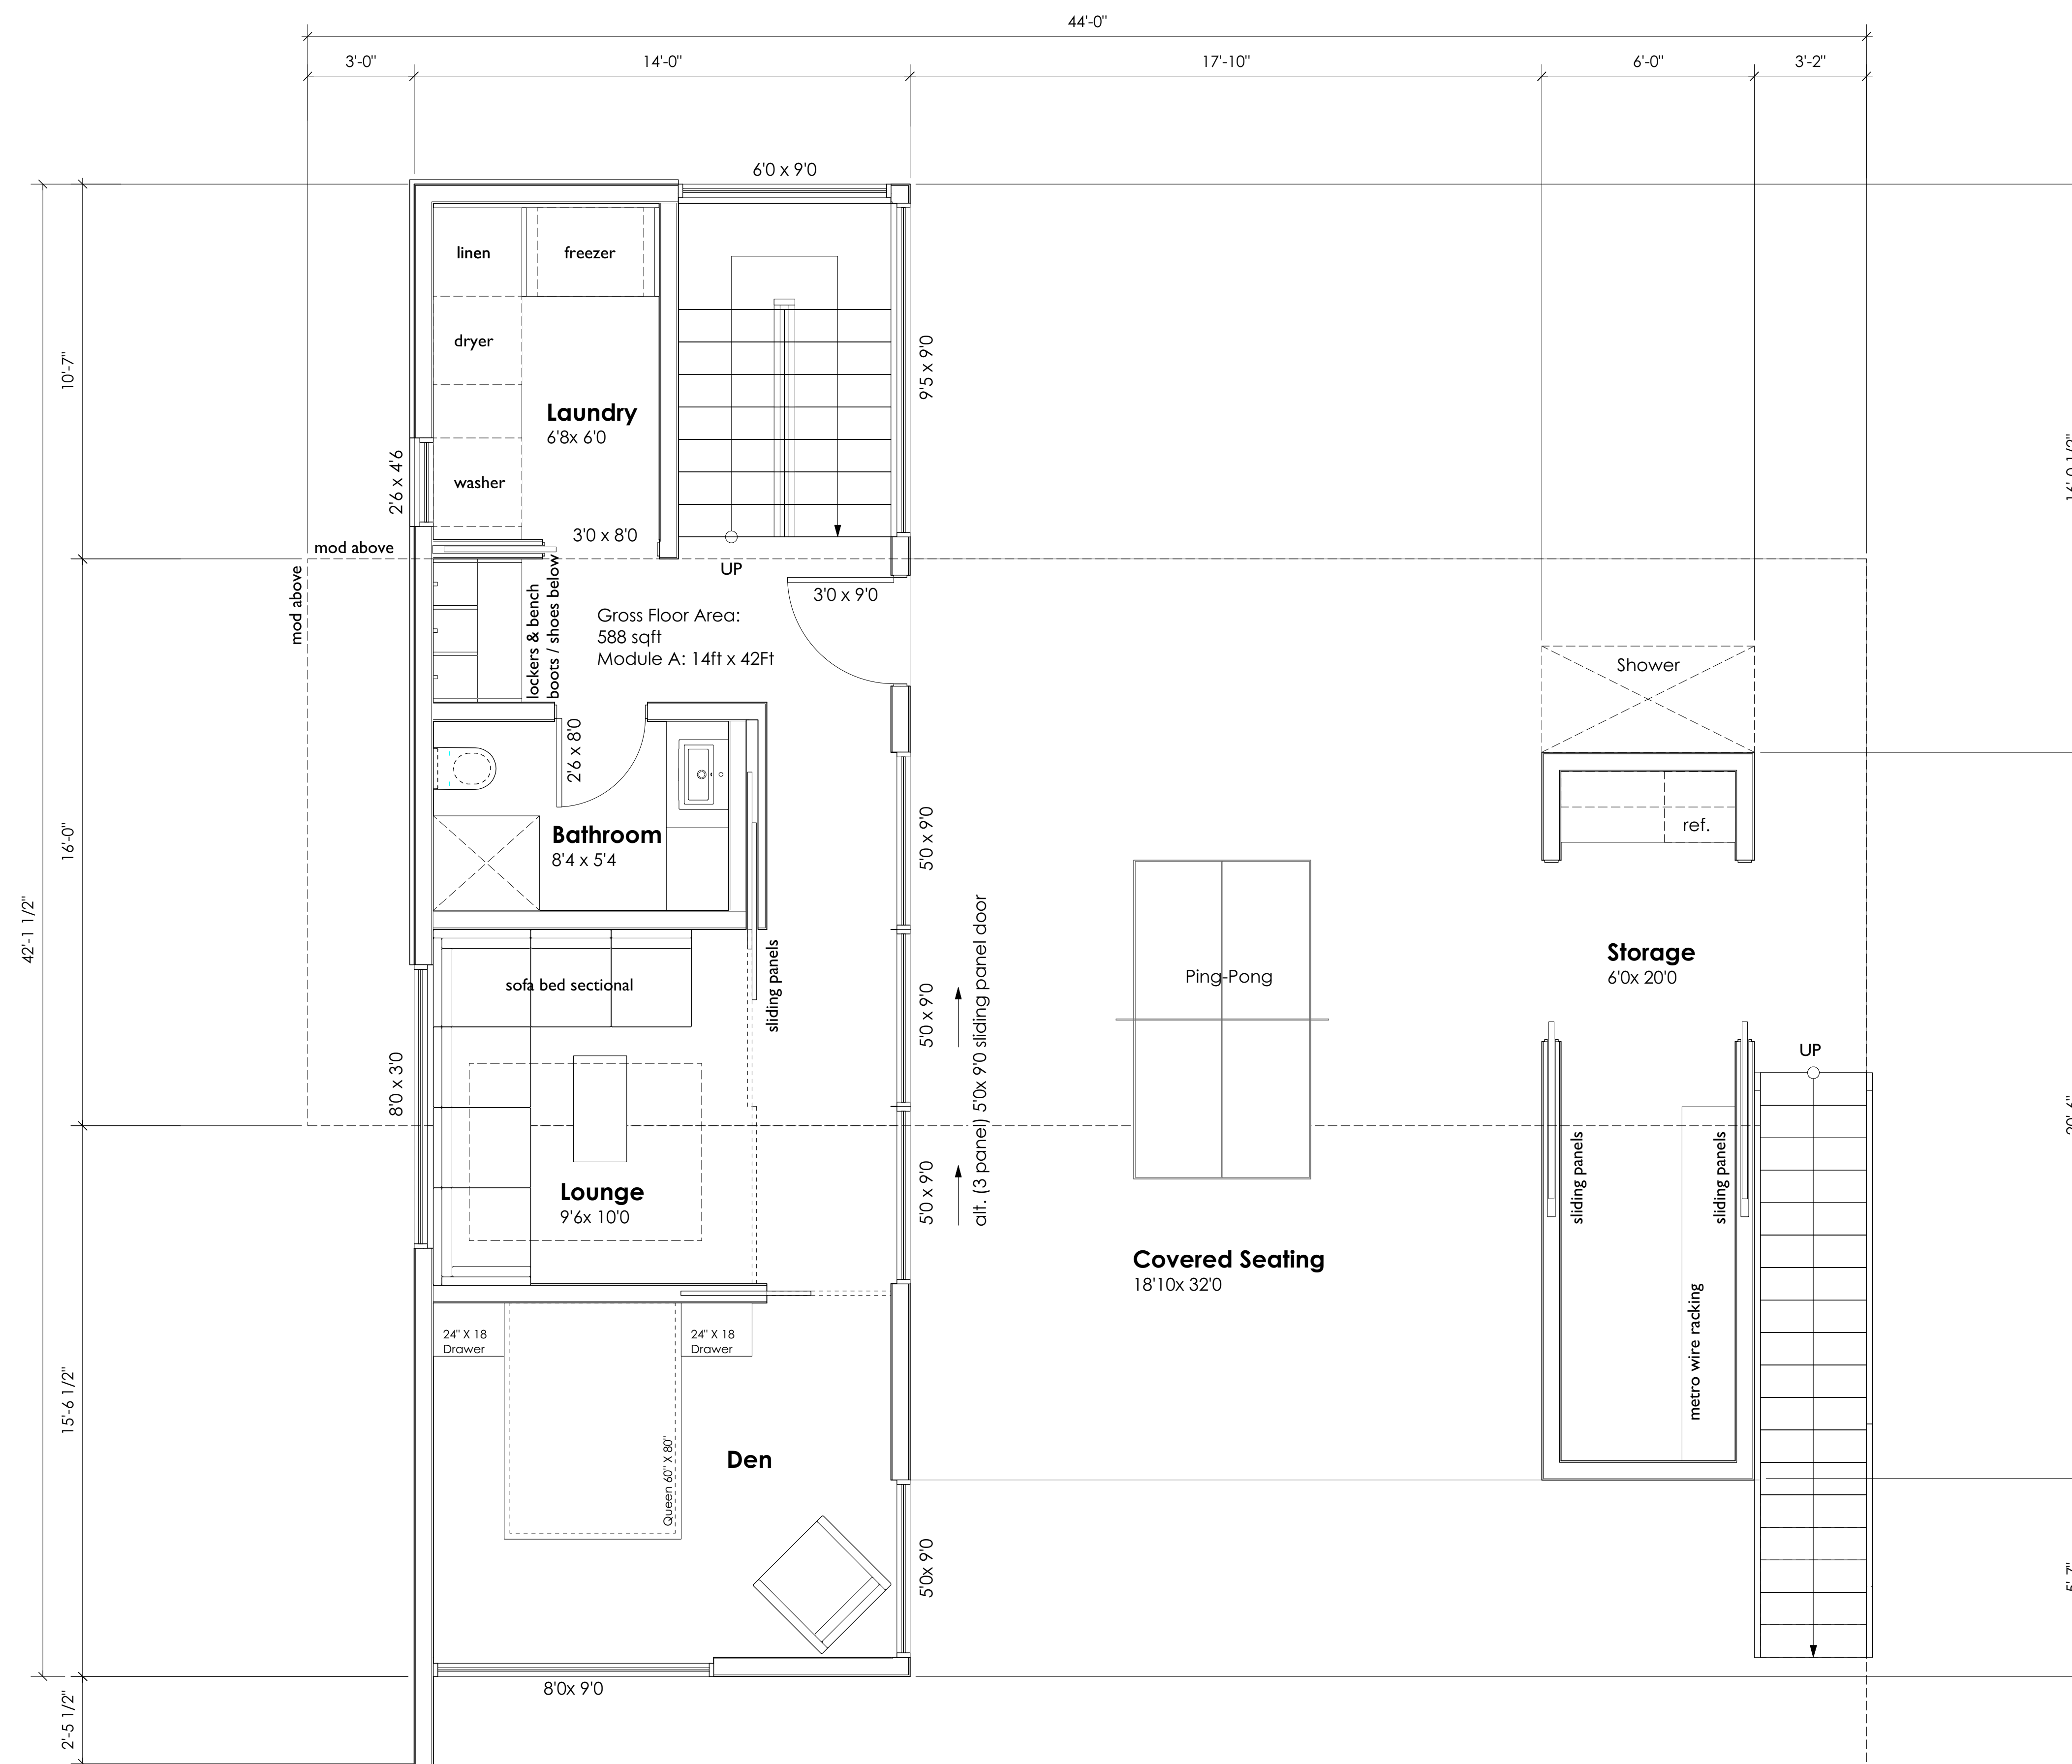 44'-0"
3'-0"
14'-0"
17'-10"
6'-0"
3'-2"
6'0 x 9'0
linen
freezer
dryer
10'-7"
9'5 x 9'0
Laundry
6'8x 6'0
2'6 x 4'6
washer
3'0 x 8'0
mod above
mod above
UP
lockers & bench
boots / shoes below
3'0 x 9'0
Gross Floor Area:
588 sqft
Module A: 14ft x 42Ft
Shower
2'6 x 8'0
Bathroom
8'4 x 5'4
16'-0"
5'0 x 9'0
ref.
42'-1 1/2"
sofa bed sectional
sliding panels
5'0 x 9'0
alt. (3 panel) 5'0x 9'0 sliding panel door
Ping-Pong
Storage
6'0x 20'0
UP
8'0 x 3'0
Lounge
9'6x 10'0
5'0 x 9'0
sliding panels
sliding panels
Covered Seating
18'10x 32'0
24" X 18
Drawer
24" X 18
Drawer
metro wire racking
15'-6 1/2"
Queen 60" X 80"
Den
5'0x 9'0
8'0x 9'0
2'-5 1/2"